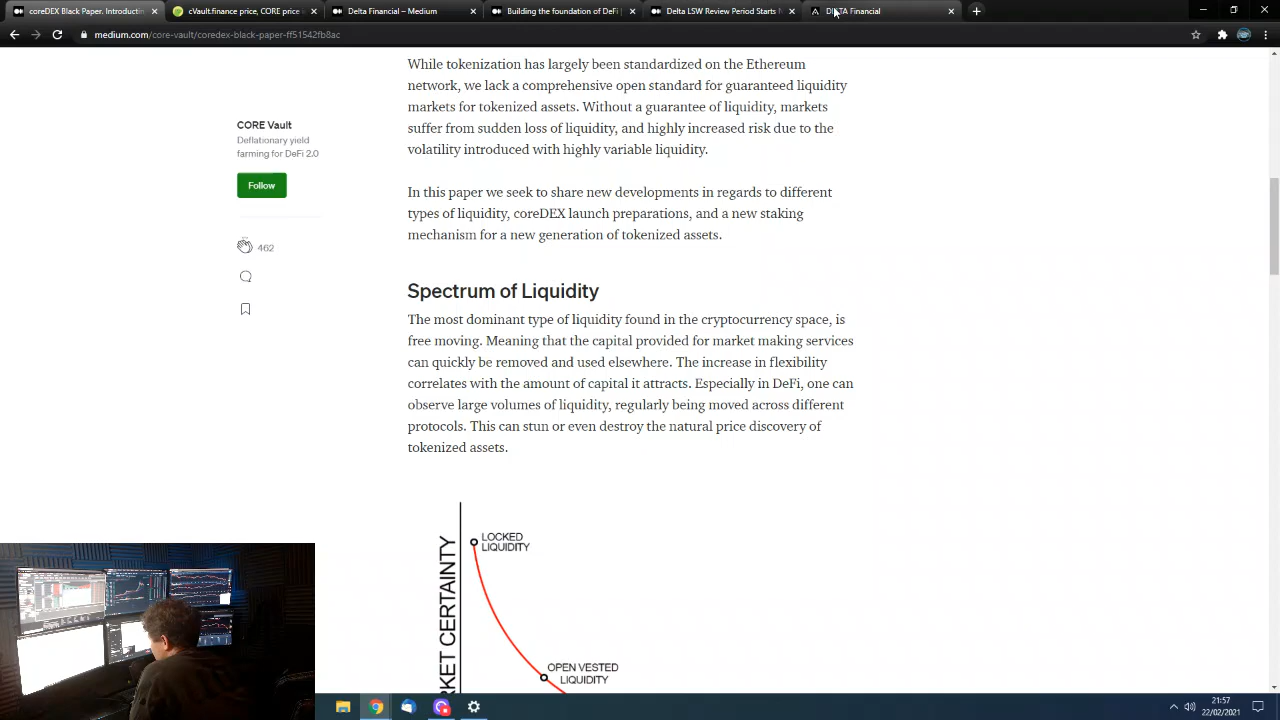 coreDEX Black Paper. Introducti
cvault.finance price, CORE price
Delta Financial – Medium
Building the foundation of DeFi
Delta LSW Review Period Starts
DELTA Financial
medium.com/core-vault/coredex-black-paper-ff51542fb8ac
While tokenization has largely been standardized on the Ethereum
network, we lack a comprehensive open standard for guaranteed liquidity
markets for tokenized assets. Without a guarantee of liquidity, markets
suffer from sudden loss of liquidity, and highly increased risk due to the
volatility introduced with highly variable liquidity.
CORE Vault
Deflationary yield
farming for DeFi 2.0
Follow
462
In this paper we seek to share new developments in regards to different
types of liquidity, coreDEX launch preparations, and a new staking
mechanism for a new generation of tokenized assets.
Spectrum of Liquidity
The most dominant type of liquidity found in the cryptocurrency space, is
free moving. Meaning that the capital provided for market making services
can quickly be removed and used elsewhere. The increase in flexibility
correlates with the amount of capital it attracts. Especially in DeFi, one can
observe large volumes of liquidity, regularly being moved across different
protocols. This can stun or even destroy the natural price discovery of
tokenized assets.
LOCKED
LIQUIDITY
RKET CERTAINTY
OPEN VESTED
LIQUIDITY
21:57
22/02/2021